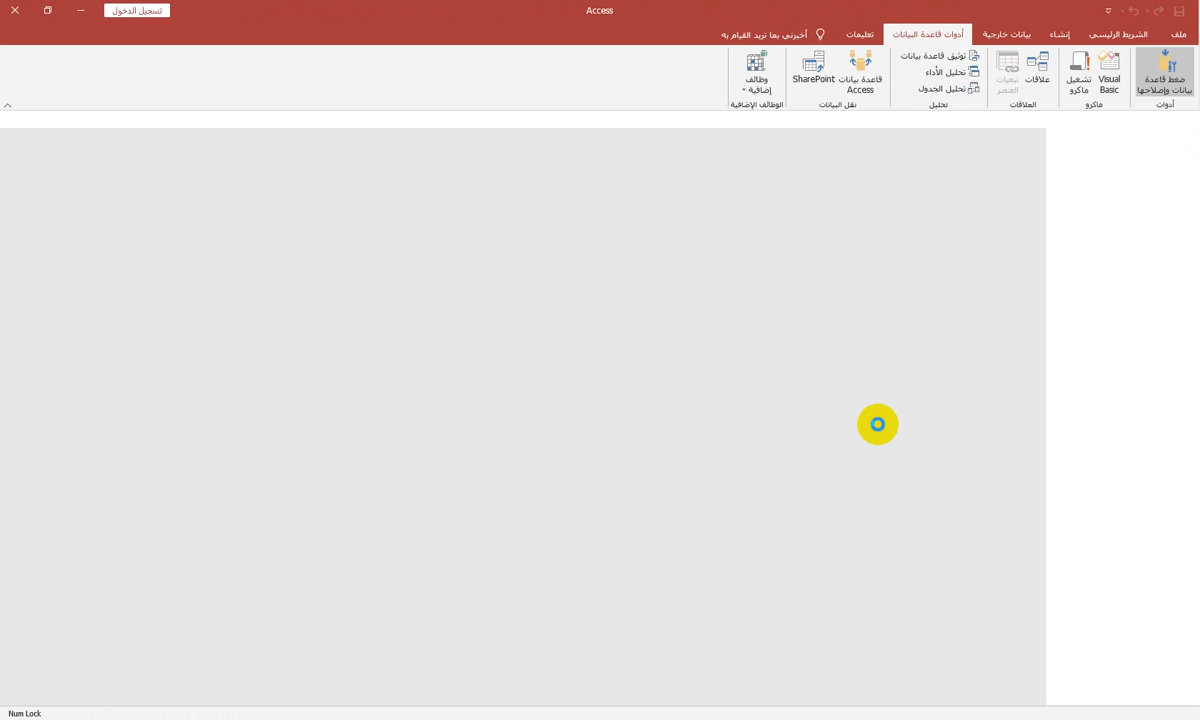 Access
تسجيل الدخول
ملف
الشريط الرئيسي
إنشاء
بيانات خارجية
أدوات قاعدة البيانات
تعليمات
أخبرني بما تريد القيام به
ضغط قاعدة
بيانات وإصلاحها
أدوات
Visual
Basic
تشغيل
ماكرو
ماكرو
علاقات
تبعيات
العنصر
العلاقات
توثيق قاعدة بيانات
تحليل الأداء
تحليل الجدول
تحليل
قاعدة بيانات
Access
SharePoint
نقل البيانات
وظائف
إضافية
الوظائف الإضافية
Num Lock